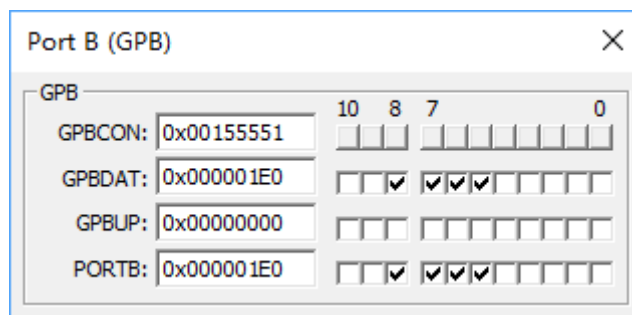 Port B (GPB)
GPB
10 8 7 0
GPBCON: 0x00155551
GPBDAT: 0x000001E0
GPBUP: 0x00000000
PORTB: 0x000001E0